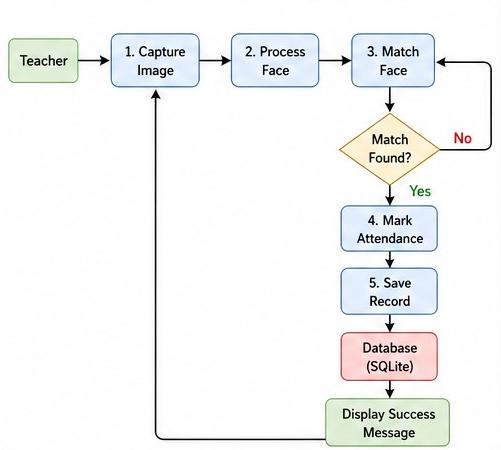 Teacher
1. Capture
Image
2. Process
Face
3. Match
Face
Match
Found?
No
Yes
4. Mark
Attendance
5. Save
Record
Database
(SQLite)
Display Success
Message